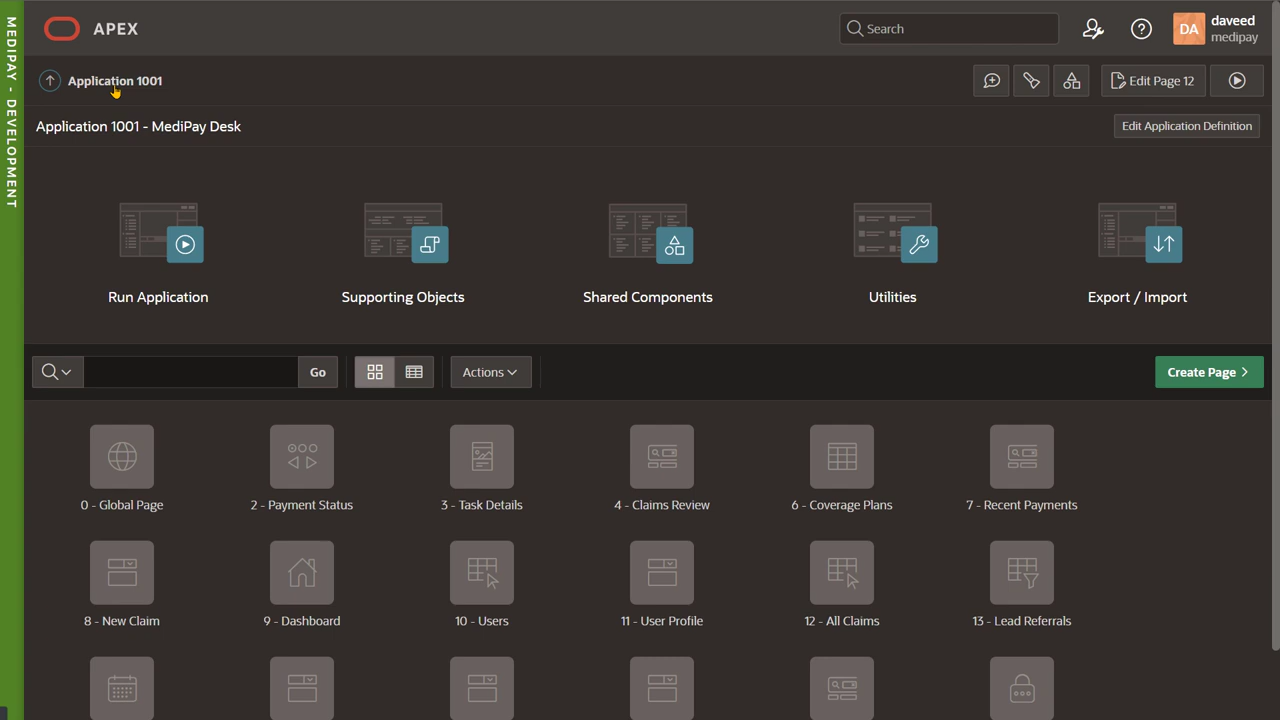 MEDIPAY - DEVELOPMENT
APEX
Search
DA
daveed
medipay
Application 1001
Edit Page 12
Application 1001 - MediPay Desk
Edit Application Definition
Run Application
Supporting Objects
Shared Components
Utilities
Export / Import
Go
Actions
Create Page
0 - Global Page
2 - Payment Status
3 - Task Details
4 - Claims Review
6 - Coverage Plans
7 - Recent Payments
8 - New Claim
9 - Dashboard
10 - Users
11 - User Profile
12 - All Claims
13 - Lead Referrals